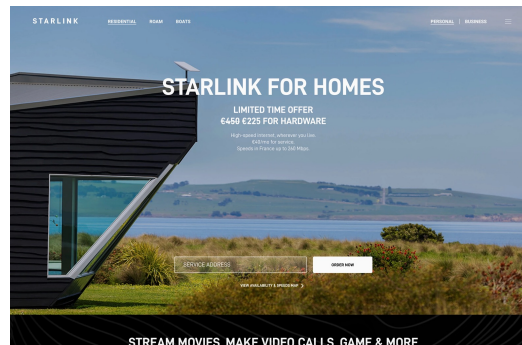 STARLINK
RESIDENTIAL ROAM BOATS
PERSONAL | BUSINESS
STARLINK FOR HOMES
LIMITED TIME OFFER
€450 €225 FOR HARDWARE
High-speed internet, wherever you live.
€40/mo for service.
Speeds in France up to 240 Mbps.
SERVICE ADDRESS
ORDER NOW
VIEW AVAILABILITY & SPEEDS MAP
STREAM MOVIES, MAKE VIDEO CALLS, GAME & MORE